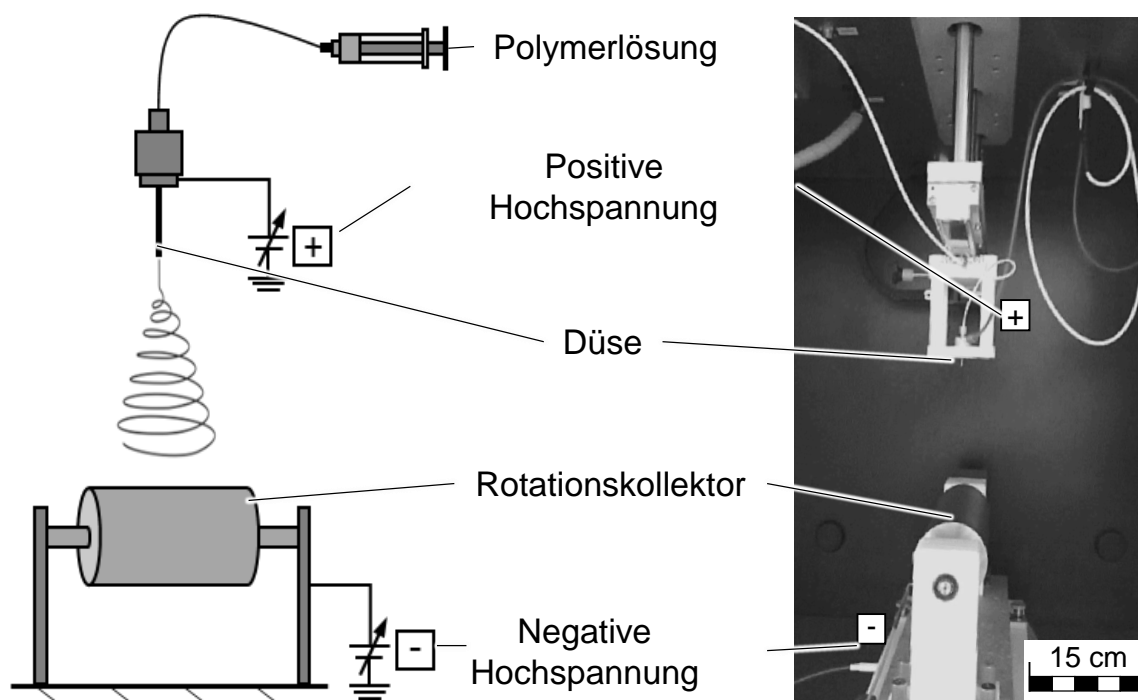 Polymerlösung
Positive
Hochspannung
+
+
Düse
Rotationskollektor
Negative
Hochspannung
-
-
15 cm